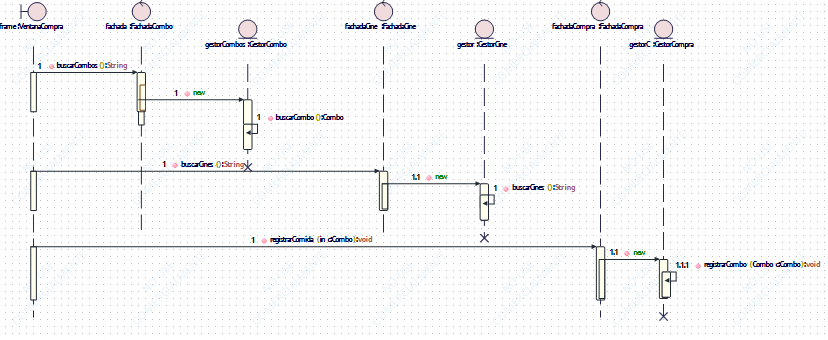 frame :VentanaCompra
fachada :FachadaCombo
fachadaCine :FachadaCine
fachadaCompra :FachadaCompra
gestorCombos :GestorCombo
gestor :GestorCine
gestorC :GestorCompra
1 buscarCombos ():String
1 new
1 buscarCombo ():Combo
1 buscarCines ():String
1.1 new
1 buscarCines ():String
1 registrarComida (in c:Combo):void
1.1 new
1.1.1 registrarCombo (Combo c:Combo):void